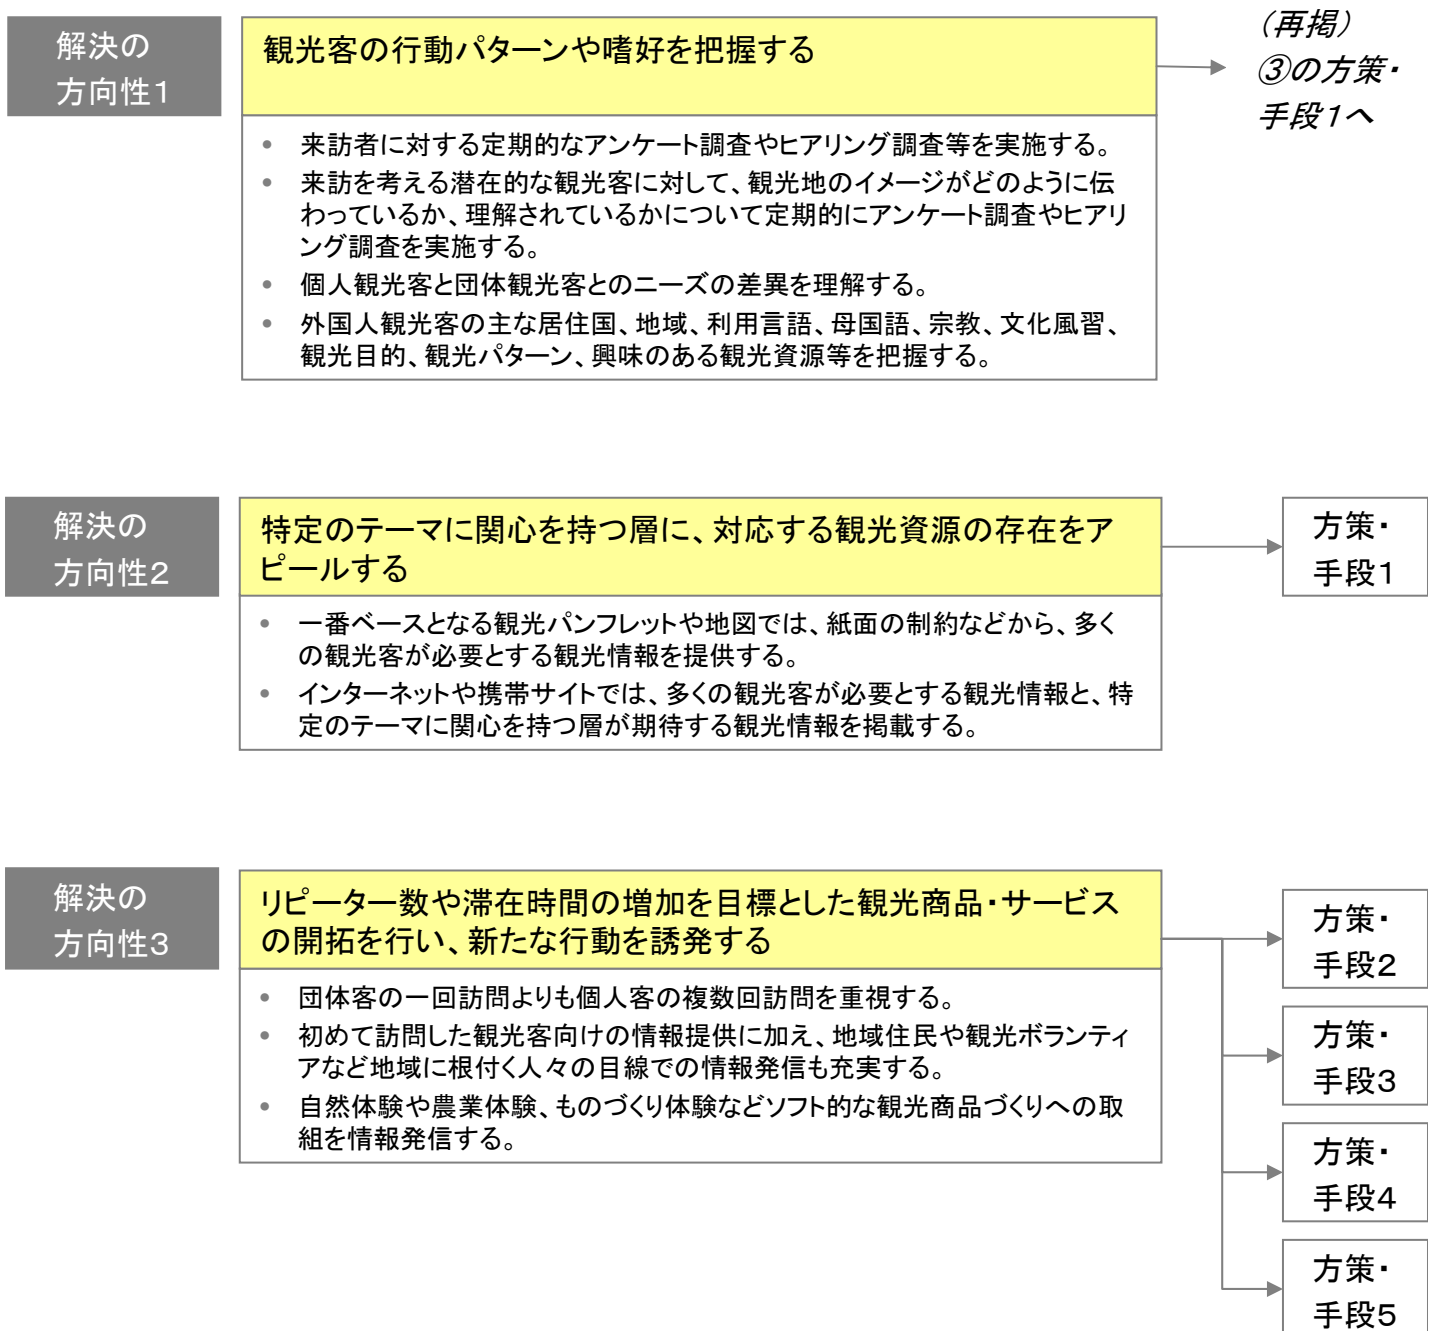 解決の
方向性1
観光客の行動パターンや嗜好を把握する
(再掲)
③の方策・
手段1へ
• 来訪者に対する定期的なアンケート調査やヒアリング調査等を実施する。
• 来訪を考える潜在的な観光客に対して、観光地のイメージがどのように伝
わっているか、理解されているかについて定期的にアンケート調査やヒアリ
ング調査を実施する。
• 個人観光客と団体観光客とのニーズの差異を理解する。
• 外国人観光客の主な居住国、地域、利用言語、母国語、宗教、文化風習、
観光目的、観光パターン、興味のある観光資源等を把握する。
解決の
方向性2
特定のテーマに関心を持つ層に、対応する観光資源の存在をア
ピールする
方策・
手段1
• 一番ベースとなる観光パンフレットや地図では、紙面の制約などから、多く
の観光客が必要とする観光情報を提供する。
• インターネットや携帯サイトでは、多くの観光客が必要とする観光情報と、特
定のテーマに関心を持つ層が期待する観光情報を掲載する。
解決の
方向性3
リピーター数や滞在時間の増加を目標とした観光商品・サービス
の開拓を行い、新たな行動を誘発する
• 団体客の一回訪問よりも個人客の複数回訪問を重視する。
• 初めて訪問した観光客向けの情報提供に加え、地域住民や観光ボランティ
アなど地域に根付く人々の目線での情報発信も充実する。
• 自然体験や農業体験、ものづくり体験などソフト的な観光商品づくりへの取
組を情報発信する。
方策・
手段2
方策・
手段3
方策・
手段4
方策・
手段5